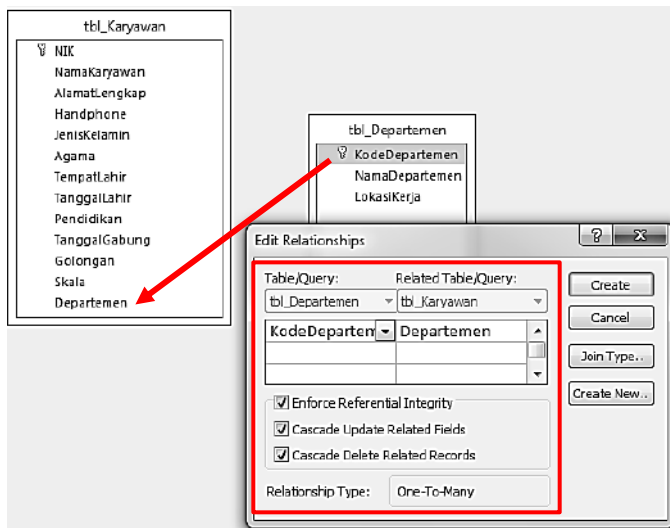 tbl_Karyawan
NIK
NamaKaryawan
AlamatLengkap
Handphone
JenisKelamin
Agama
TempatLahir
TanggalLahir
Pendidikan
TanggalGabung
Golongan
Skala
Departemen
tbl_Departemen
KodeDepartemen
NamaDepartemen
LokasiKerja
Edit Relationships
Table/Query: Related Table/Query:
tbl_Departemen tbl_Karyawan
KodeDepartem Departemen
Enforce Referential Integrity
Cascade Update Related Fields
Cascade Delete Related Records
Relationship Type: One-To-Many
Create
Cancel
Join Type..
Create New..